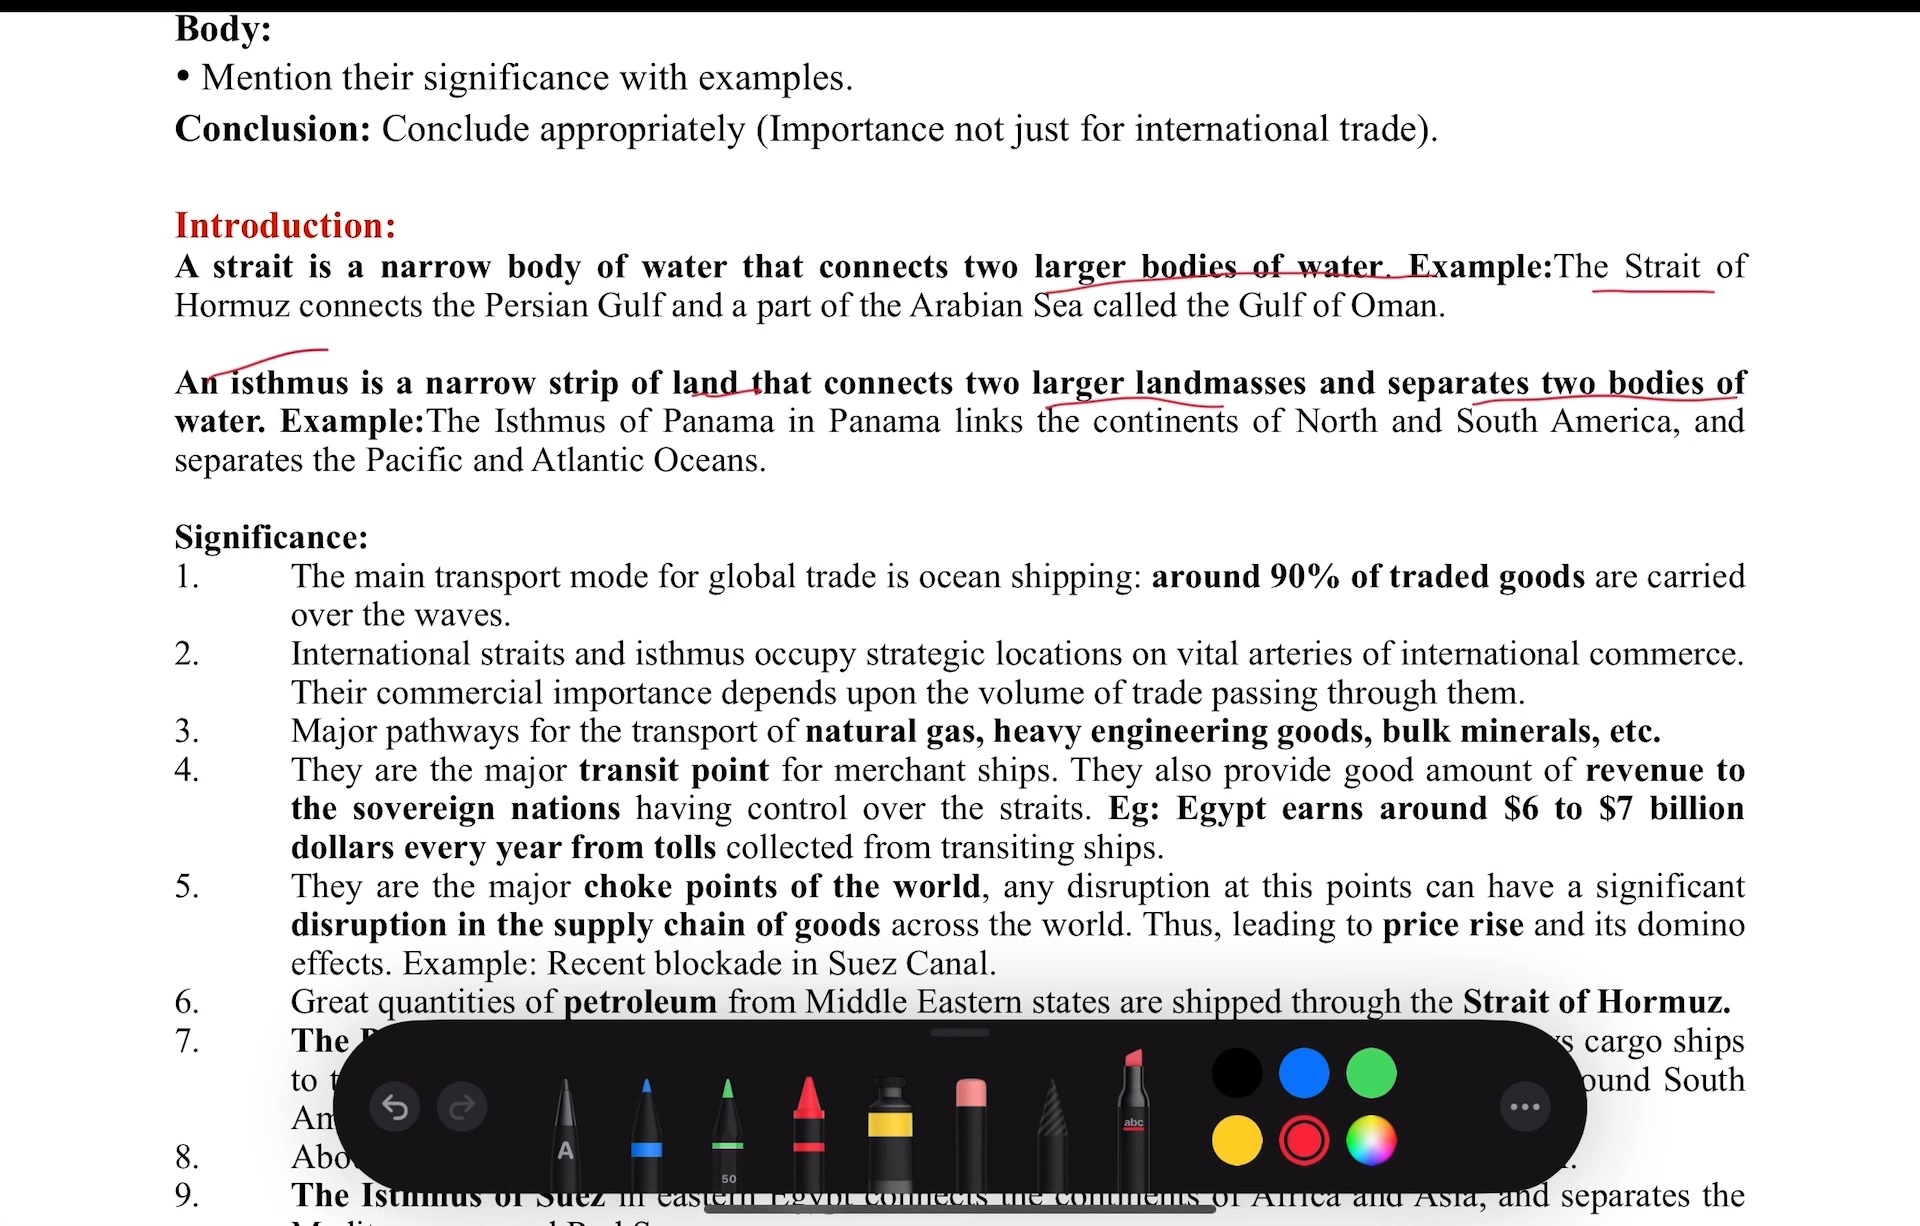 Body:
• Mention their significance with examples.
Conclusion: Conclude appropriately (Importance not just for international trade).
Introduction:
A strait is a narrow body of water that connects two larger bodies of water. Example:The Strait of
Hormuz connects the Persian Gulf and a part of the Arabian Sea called the Gulf of Oman.
An isthmus is a narrow strip of land that connects two larger landmasses and separates two bodies of
water. Example:The Isthmus of Panama in Panama links the continents of North and South America, and
separates the Pacific and Atlantic Oceans.
Significance:
1. The main transport mode for global trade is ocean shipping: around 90% of traded goods are carried
over the waves.
2. International straits and isthmus occupy strategic locations on vital arteries of international commerce.
Their commercial importance depends upon the volume of trade passing through them.
3. Major pathways for the transport of natural gas, heavy engineering goods, bulk minerals, etc.
4. They are the major transit point for merchant ships. They also provide good amount of revenue to
the sovereign nations having control over the straits. Eg: Egypt earns around $6 to $7 billion
dollars every year from tolls collected from transiting ships.
5. They are the major choke points of the world, any disruption at this points can have a significant
disruption in the supply chain of goods across the world. Thus, leading to price rise and its domino
effects. Example: Recent blockade in Suez Canal.
6. Great quantities of petroleum from Middle Eastern states are shipped through the Strait of Hormuz.
7. The cargo ships
to South
8.
9. The Isthmus of Suez in eastern Egypt connects the continents of Africa and Asia, and separates the
A
50
abc